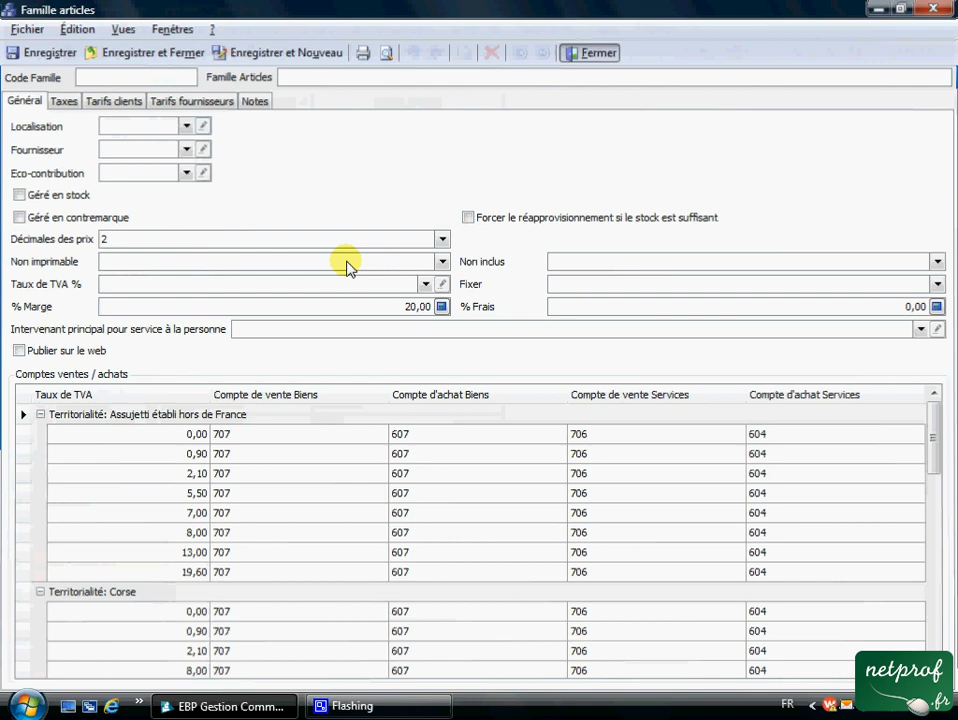 Famille articles
Fichier Édition Vues Fenêtres ?
Enregistrer Enregistrer et Fermer Enregistrer et Nouveau Fermer
Code Famille Famille Articles
Général Taxes Tarifs clients Tarifs fournisseurs Notes
Localisation
Fournisseur
Eco-contribution
Géré en stock
Géré en contremarque Forcer le réapprovisionnement si le stock est suffisant
Décimales des prix 2
Non imprimable Non inclus
Taux de TVA % Fixer
% Marge 20,00 % Frais 0,00
Intervenant principal pour service à la personne
Publier sur le web
Comptes ventes / achats
Taux de TVA Compte de vente Biens Compte d'achat Biens Compte de vente Services Compte d'achat Services
Territorialité: Assujetti établi hors de France
0,00 707 607 706 604
0,90 707 607 706 604
2,10 707 607 706 604
5,50 707 607 706 604
7,00 707 607 706 604
8,00 707 607 706 604
13,00 707 607 706 604
19,60 707 607 706 604
Territorialité: Corse
0,00 707 607 706 604
0,90 707 607 706 604
2,10 707 607 706 604
8,00 707 607 706 604
netprof
.fr
» EBP Gestion Comm... Flashing FR <